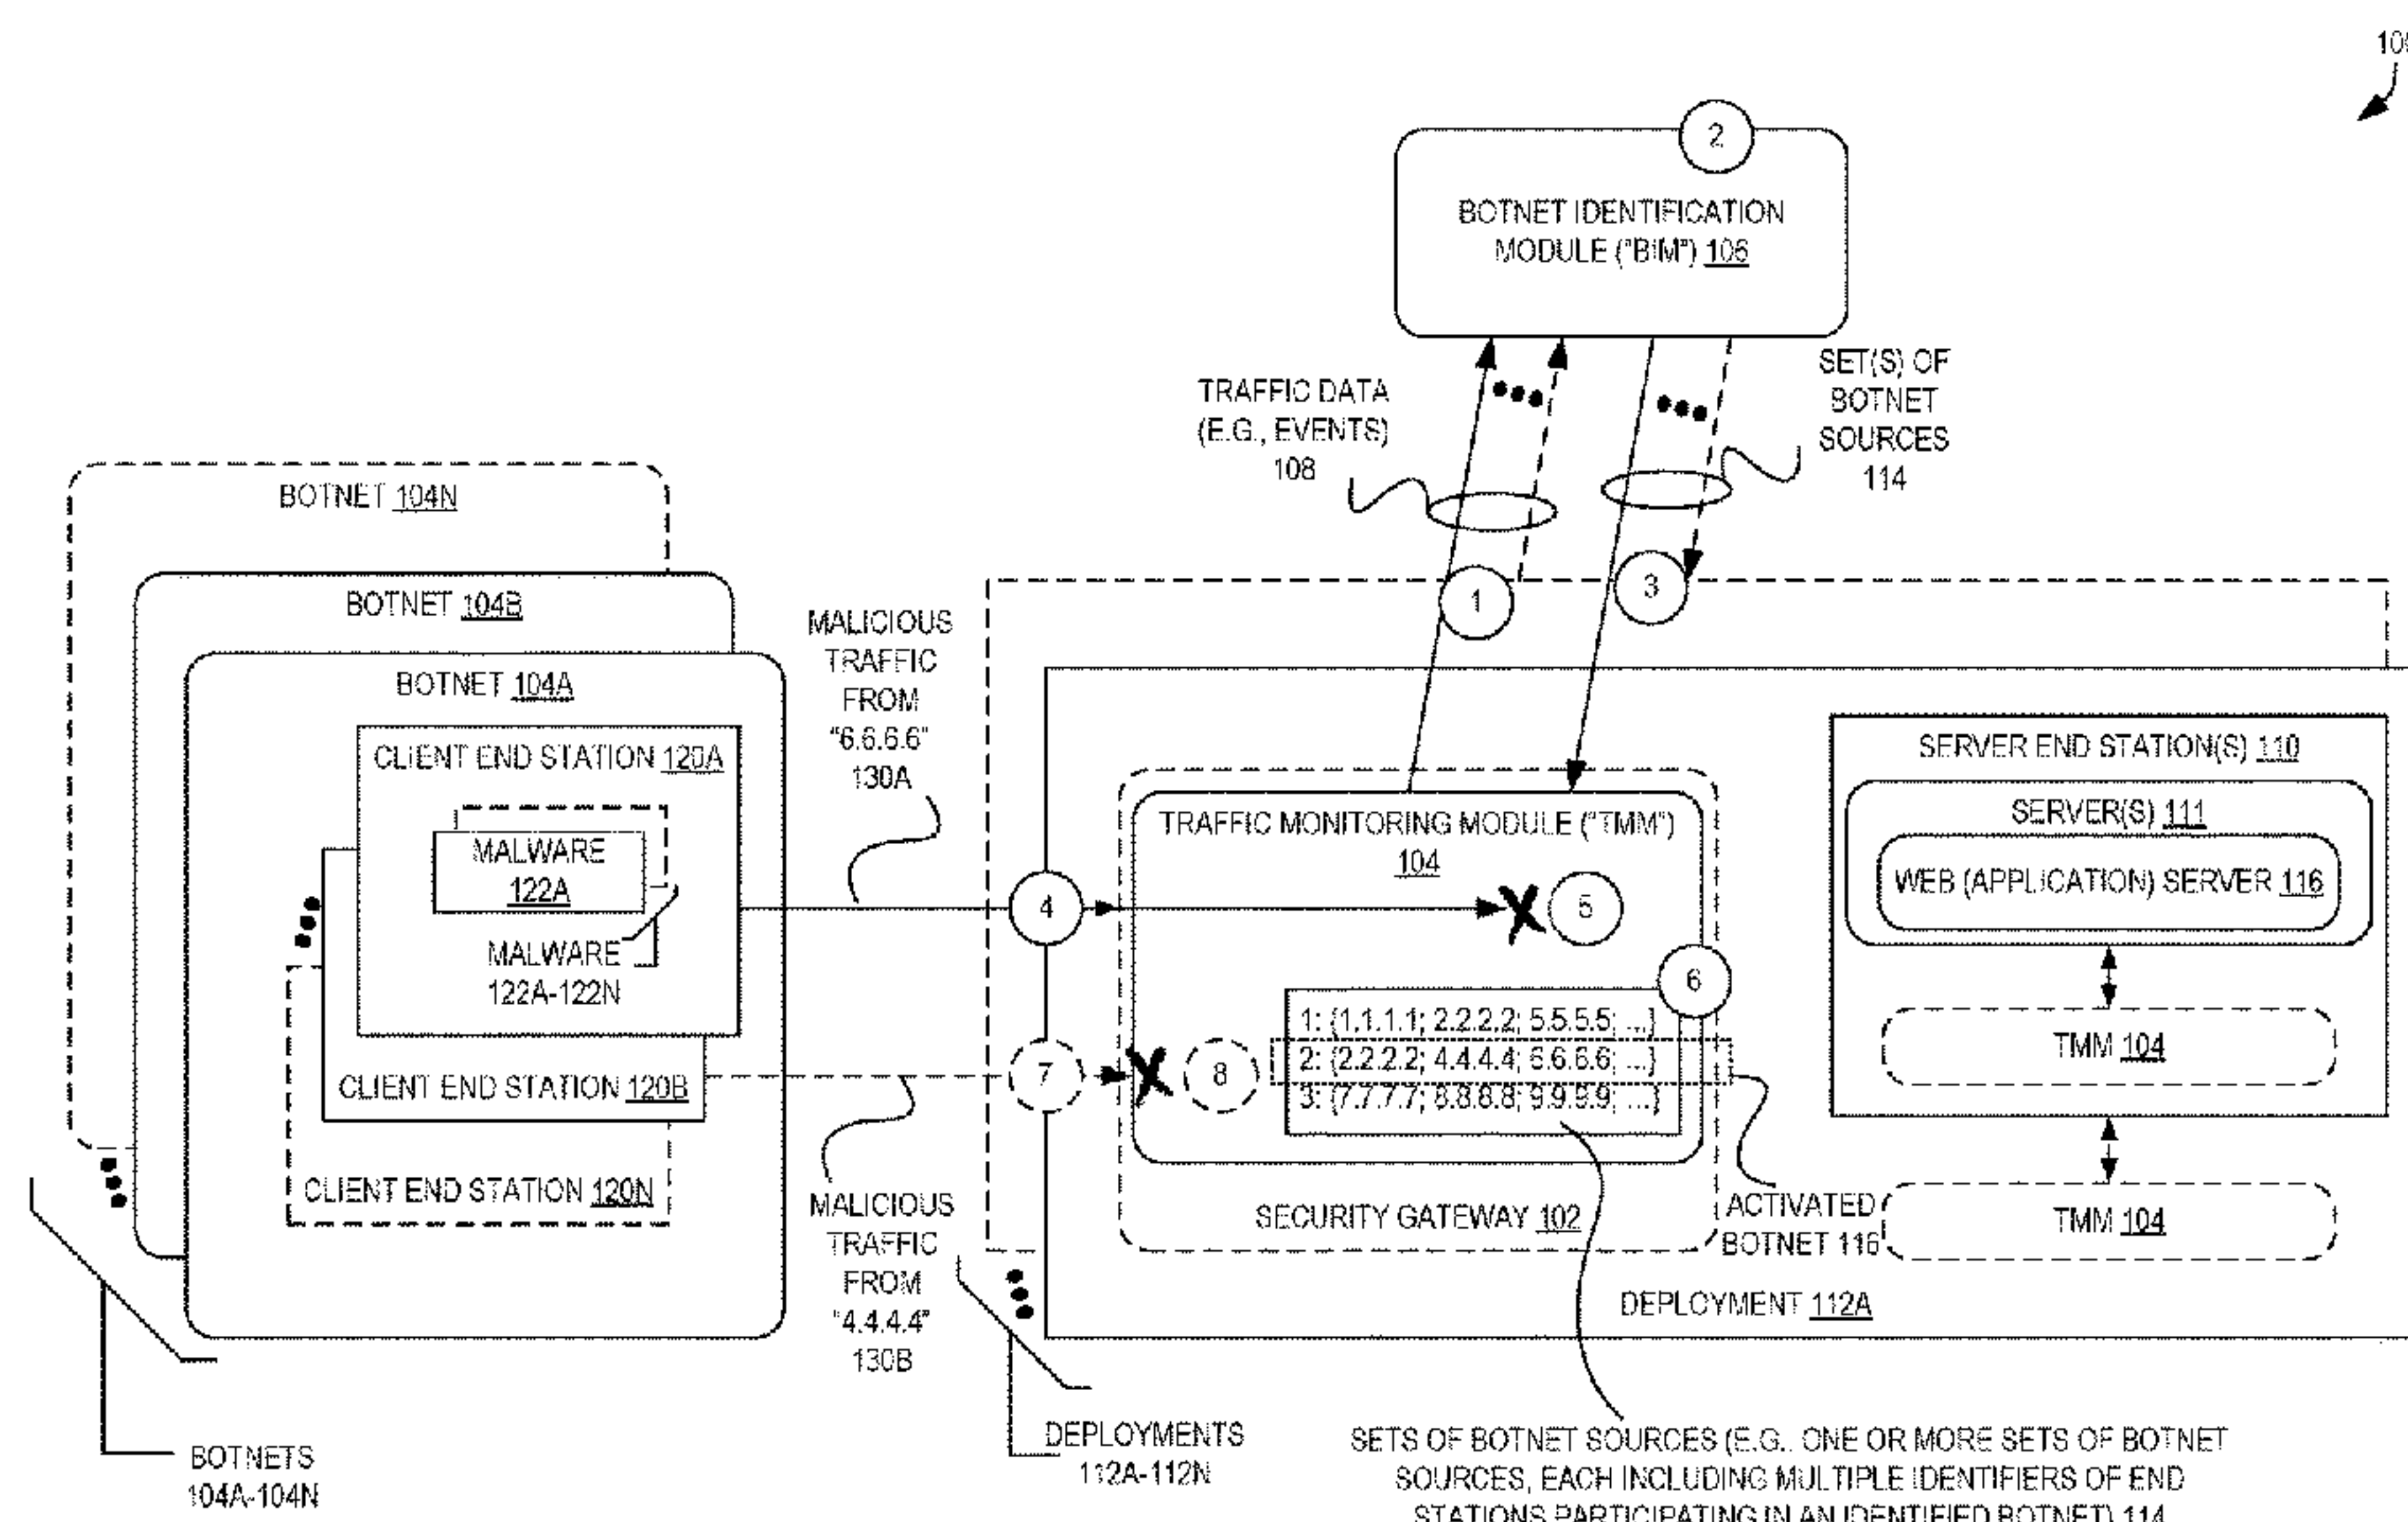 2
BOTNET IDENTIFICATION
MODULE ("BIM") 106
TRAFFIC DATA
(E.G., EVENTS)
108
SET(S) OF
BOTNET
SOURCES
114
1
3
BOTNET 104N
BOTNET 104B
BOTNET 104A
CLIENT END STATION 120A
MALWARE
122A
MALWARE
122A-122N
CLIENT END STATION 120B
CLIENT END STATION 120N
BOTNETS
104A-104N
MALICIOUS
TRAFFIC
FROM
"6.6.6.6"
130A
4
7
MALICIOUS
TRAFFIC
FROM
"4.4.4.4"
130B
TRAFFIC MONITORING MODULE ("TMM")
104
5
6
8
1: {1.1.1.1; 2.2.2.2; 5.5.5.5; ...}
2: {2.2.2.2; 4.4.4.4; 6.6.6.6; ...}
3: {7.7.7.7; 8.8.8.8; 9.9.9.9; ...}
SECURITY GATEWAY 102
ACTIVATED
BOTNET 116
SERVER END STATION(S) 110
SERVER(S) 111
WEB (APPLICATION) SERVER 116
TMM 104
TMM 104
DEPLOYMENT 112A
DEPLOYMENTS
112A-112N
SETS OF BOTNET SOURCES (E.G., ONE OR MORE SETS OF BOTNET
SOURCES, EACH INCLUDING MULTIPLE IDENTIFIERS OF END
STATIONS PARTICIPATING IN AN IDENTIFIED BOTNET) 114